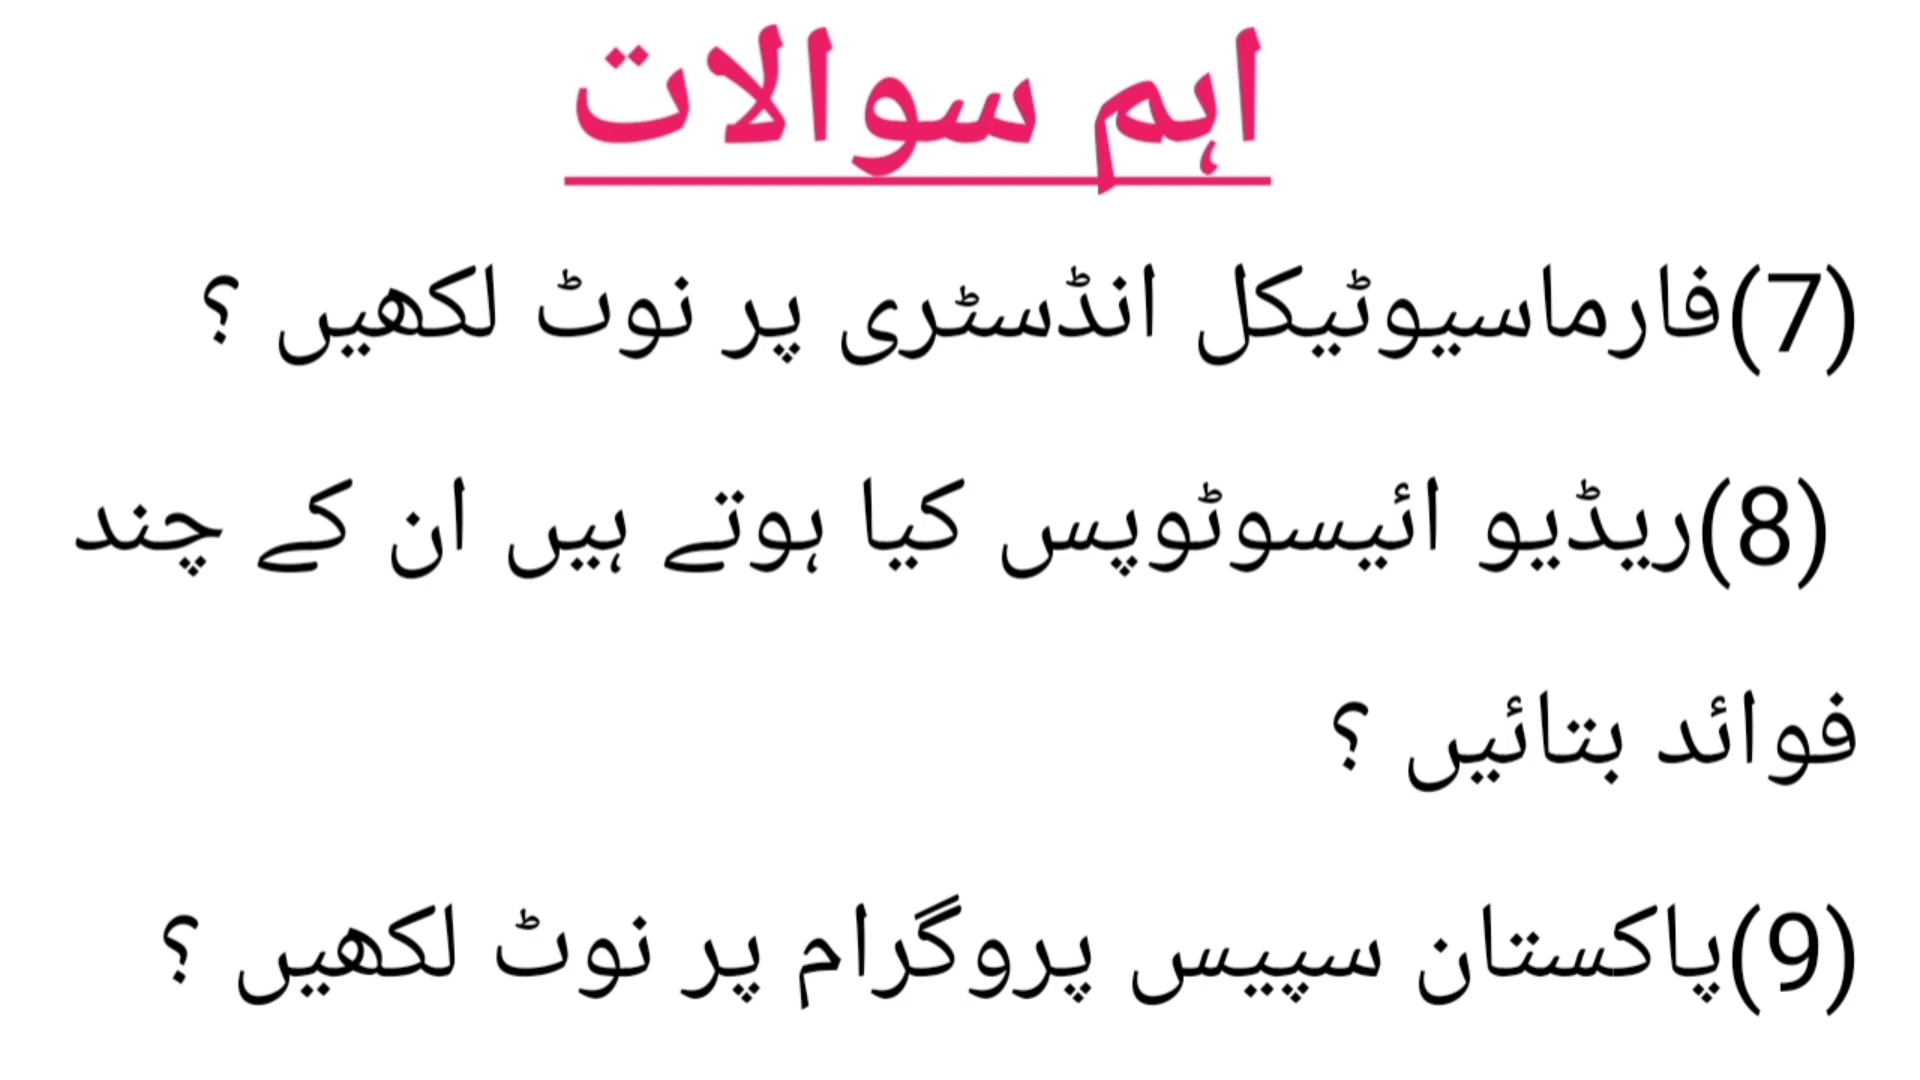 اہم سوالات
(7)فارماسیوٹیکل انڈسٹری پر نوٹ لکھیں ؟
(8)ریڈیو ائیسوٹوپس کیا ہوتے ہیں ان کے چند
فوائد بتائیں ؟
(9)پاکستان سپیس پروگرام پر نوٹ لکھیں ؟